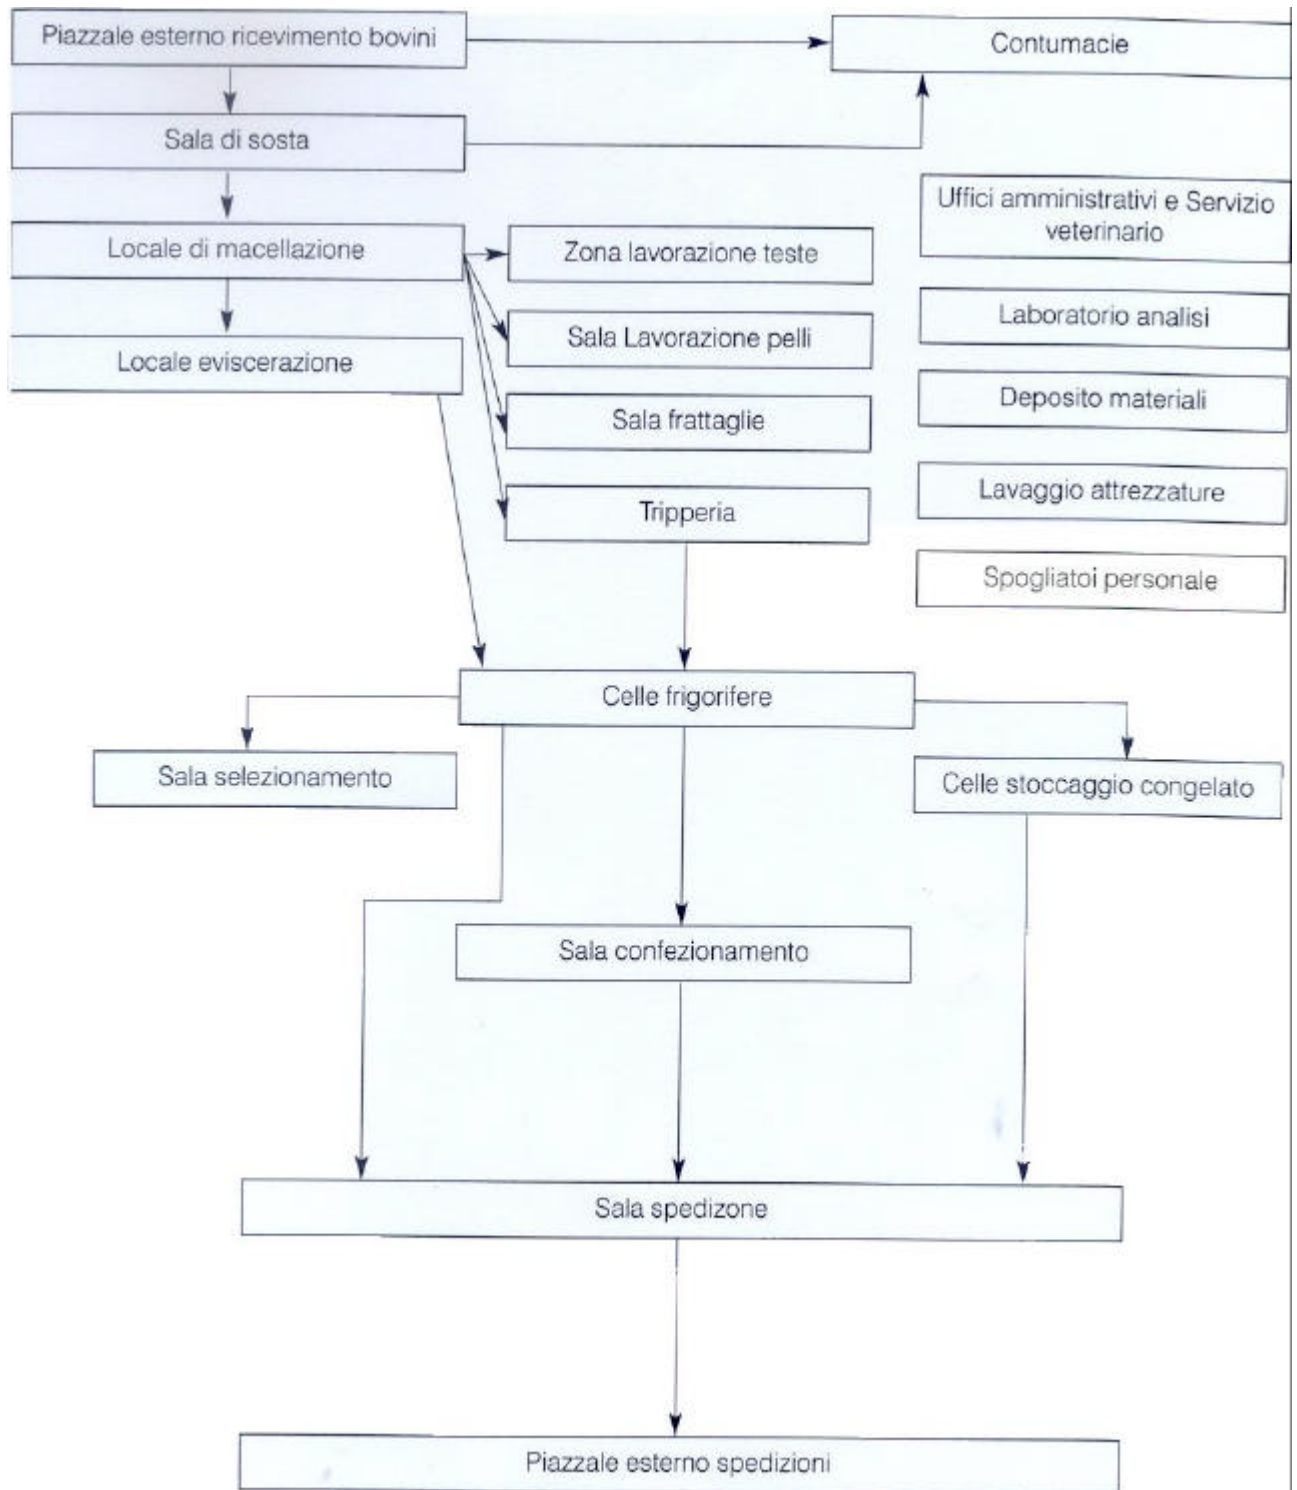 Piazzale esterno ricevimento bovini
Contumacie
Sala di sosta
Uffici amministrativi e Servizio
veterinario
Locale di macellazione
Zona lavorazione teste
Laboratorio analisi
Sala Lavorazione pelli
Locale eviscerazione
Deposito materiali
Sala frattaglie
Lavaggio attrezzature
Tripperia
Spogliatoi personale
Celle frigorifere
Sala selezionamento
Celle stoccaggio congelato
Sala confezionamento
Sala spedizone
Piazzale esterno spedizioni